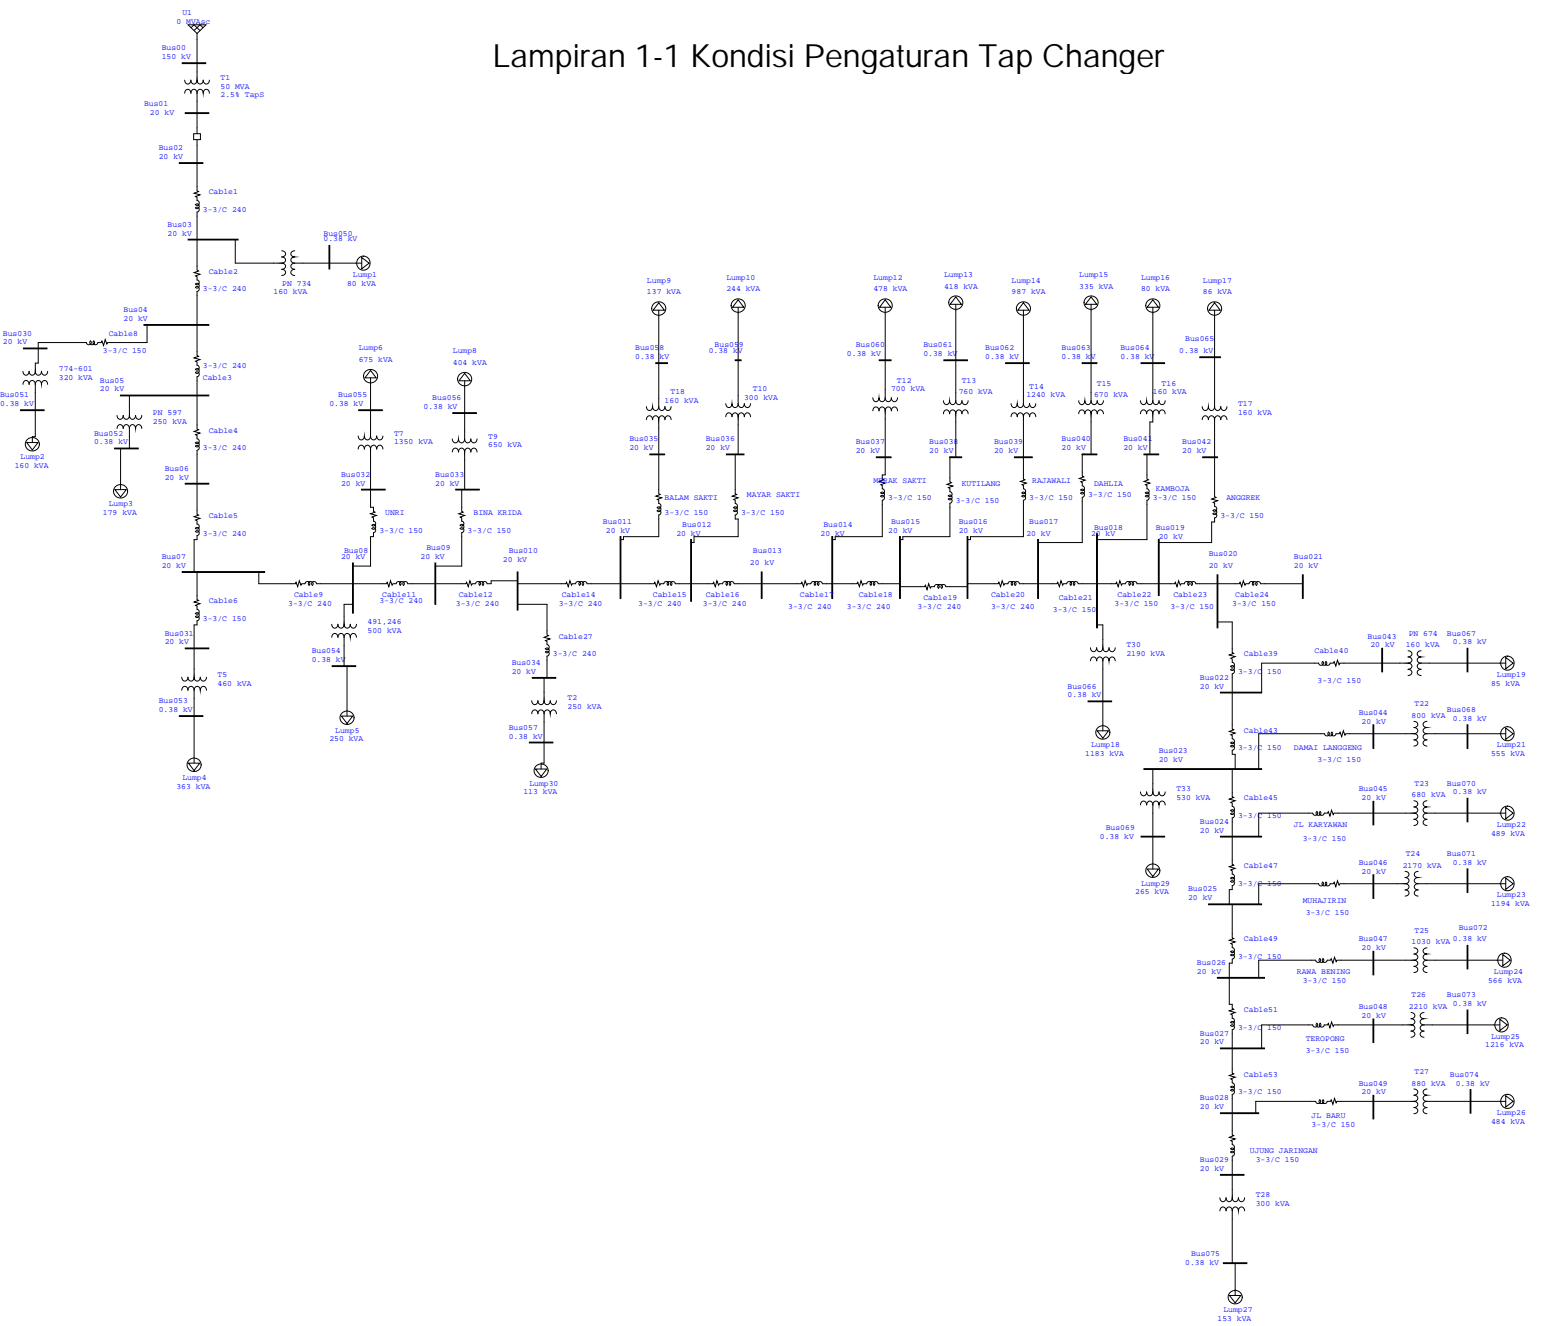 Lampiran 1-1 Kondisi Pengaturan Tap Changer
U1
0 MVAsc
Bus00
150 kV
T1
50 MVA
2.5% TapS
Bus01
20 kV
Bus02
20 kV
Cable1
3-3/C 240
Bus03
20 kV
Bus050
0.38 kV
PN 734
160 kVA
Lump1
80 kVA
Cable2
3-3/C 240
Bus04
20 kV
Bus030
20 kV
Cable8
3-3/C 150
774-601
320 kVA
Bus051
0.38 kV
Lump2
160 kVA
3-3/C 240
Cable3
Bus05
20 kV
PN 597
250 kVA
Bus052
0.38 kV
Lump3
179 kVA
Cable4
3-3/C 240
Bus06
20 kV
Cable5
3-3/C 240
Bus07
20 kV
Cable6
3-3/C 150
Bus031
20 kV
T5
460 kVA
Bus053
0.38 kV
Lump4
363 kVA
Cable9
3-3/C 240
Lump6
675 kVA
Bus055
0.38 kV
T7
1350 kVA
Bus032
20 kV
UNRI
3-3/C 150
Bus08
20 kV
491,246
500 kVA
Bus054
0.38 kV
Lump5
250 kVA
Cable11
3-3/C 240
Lump8
404 kVA
Bus056
0.38 kV
T9
650 kVA
Bus033
20 kV
BINA KRIDA
3-3/C 150
Bus09
20 kV
Cable12
3-3/C 240
Bus010
20 kV
Cable27
3-3/C 240
Bus034
20 kV
T2
250 kVA
Bus057
0.38 kV
Lump30
113 kVA
Cable14
3-3/C 240
Lump9
137 kVA
Bus058
0.38 kV
T18
160 kVA
Bus035
20 kV
BALAM SAKTI
3-3/C 150
Bus011
20 kV
Cable15
3-3/C 240
Lump10
244 kVA
Bus059
0.38 kV
T10
300 kVA
Bus036
20 kV
MAYAR SAKTI
3-3/C 150
Bus012
20 kV
Cable16
3-3/C 240
Bus013
20 kV
Cable17
3-3/C 240
Lump12
478 kVA
Bus060
0.38 kV
T12
700 kVA
Bus037
20 kV
MERAK SAKTI
3-3/C 150
Bus014
20 kV
Cable18
3-3/C 240
Lump13
418 kVA
Bus061
0.38 kV
T13
760 kVA
Bus038
20 kV
KUTILANG
3-3/C 150
Bus015
20 kV
Cable19
3-3/C 240
Lump14
987 kVA
Bus062
0.38 kV
T14
1240 kVA
Bus039
20 kV
RAJAWALI
3-3/C 150
Bus016
20 kV
Cable20
3-3/C 240
Lump15
335 kVA
Bus063
0.38 kV
T15
670 kVA
Bus040
20 kV
DAHLIA
3-3/C 150
Bus017
20 kV
Cable21
3-3/C 150
Lump16
80 kVA
Bus064
0.38 kV
T16
160 kVA
Bus041
20 kV
KAMBOJA
3-3/C 150
Bus018
20 kV
T30
2190 kVA
Bus066
0.38 kV
Lump18
1183 kVA
Cable22
3-3/C 150
Lump17
86 kVA
Bus065
0.38 kV
T17
160 kVA
Bus042
20 kV
ANGGREK
3-3/C 150
Bus019
20 kV
Cable23
3-3/C 150
Bus020
20 kV
Cable24
3-3/C 150
Bus021
20 kV
Cable39
3-3/C 150
Bus022
20 kV
Cable40
3-3/C 150
Bus043
20 kV
PN 674
160 kVA
Bus067
0.38 kV
Lump19
85 kVA
Cable43
3-3/C 150
Bus023
20 kV
DAMAI LANGGENG
3-3/C 150
Bus044
20 kV
T22
800 kVA
Bus068
0.38 kV
Lump21
555 kVA
T33
530 kVA
Bus069
0.38 kV
Lump29
265 kVA
Cable45
3-3/C 150
Bus024
20 kV
JL KARYAWAN
3-3/C 150
Bus045
20 kV
T23
680 kVA
Bus070
0.38 kV
Lump22
489 kVA
Cable47
3-3/C 150
Bus025
20 kV
MUHAJIRIN
3-3/C 150
Bus046
20 kV
T24
2170 kVA
Bus071
0.38 kV
Lump23
1194 kVA
Cable49
3-3/C 150
Bus026
20 kV
RAWA BENING
3-3/C 150
Bus047
20 kV
T25
1030 kVA
Bus072
0.38 kV
Lump24
566 kVA
Cable51
3-3/C 150
Bus027
20 kV
TEROPONG
3-3/C 150
Bus048
20 kV
T26
2210 kVA
Bus073
0.38 kV
Lump25
1216 kVA
Cable53
3-3/C 150
Bus028
20 kV
JL BARU
3-3/C 150
Bus049
20 kV
T27
880 kVA
Bus074
0.38 kV
Lump26
484 kVA
UJUNG JARINGAN
3-3/C 150
Bus029
20 kV
T28
300 kVA
Bus075
0.38 kV
Lump27
153 kVA